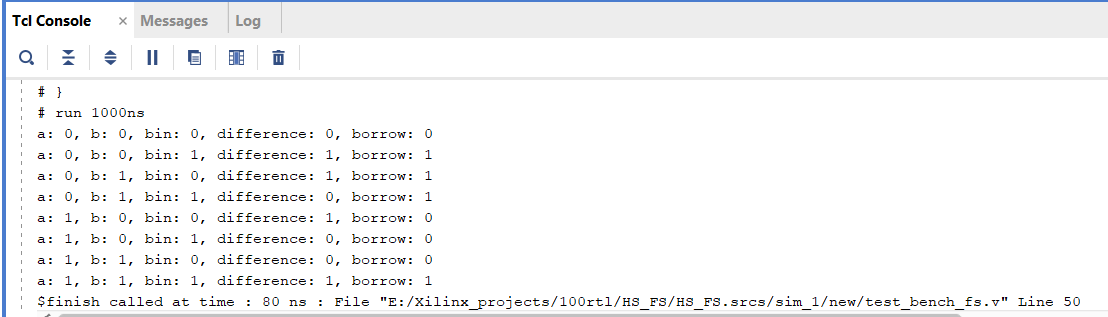 Tcl Console × Messages Log
# }
# run 1000ns
a: 0, b: 0, bin: 0, difference: 0, borrow: 0
a: 0, b: 0, bin: 1, difference: 1, borrow: 1
a: 0, b: 1, bin: 0, difference: 1, borrow: 1
a: 0, b: 1, bin: 1, difference: 0, borrow: 1
a: 1, b: 0, bin: 0, difference: 1, borrow: 0
a: 1, b: 0, bin: 1, difference: 0, borrow: 0
a: 1, b: 1, bin: 0, difference: 0, borrow: 0
a: 1, b: 1, bin: 1, difference: 1, borrow: 1
$finish called at time : 80 ns : File "E:/Xilinx_projects/100rtl/HS_FS/HS_FS.srcs/sim_1/new/test_bench_fs.v" Line 50